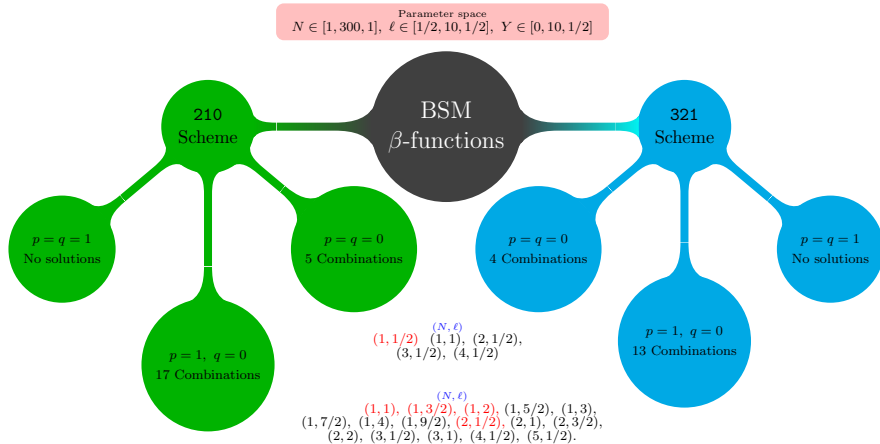 Parameter space
N ∈ [1, 300, 1], ℓ ∈ [1/2, 10, 1/2], Y ∈ [0, 10, 1/2]
BSM
β-functions
210
Scheme
321
Scheme
p = q = 1
No solutions
p = q = 0
5 Combinations
p = q = 0
4 Combinations
p = q = 1
No solutions
p = 1, q = 0
17 Combinations
p = 1, q = 0
13 Combinations
(N, ℓ)
(1, 1/2) (1, 1), (2, 1/2),
(3, 1/2), (4, 1/2)
(N, ℓ)
(1, 1), (1, 3/2), (1, 2), (1, 5/2), (1, 3),
(1, 7/2), (1, 4), (1, 9/2), (2, 1/2), (2, 1), (2, 3/2),
(2, 2), (3, 1/2), (3, 1), (4, 1/2), (5, 1/2).